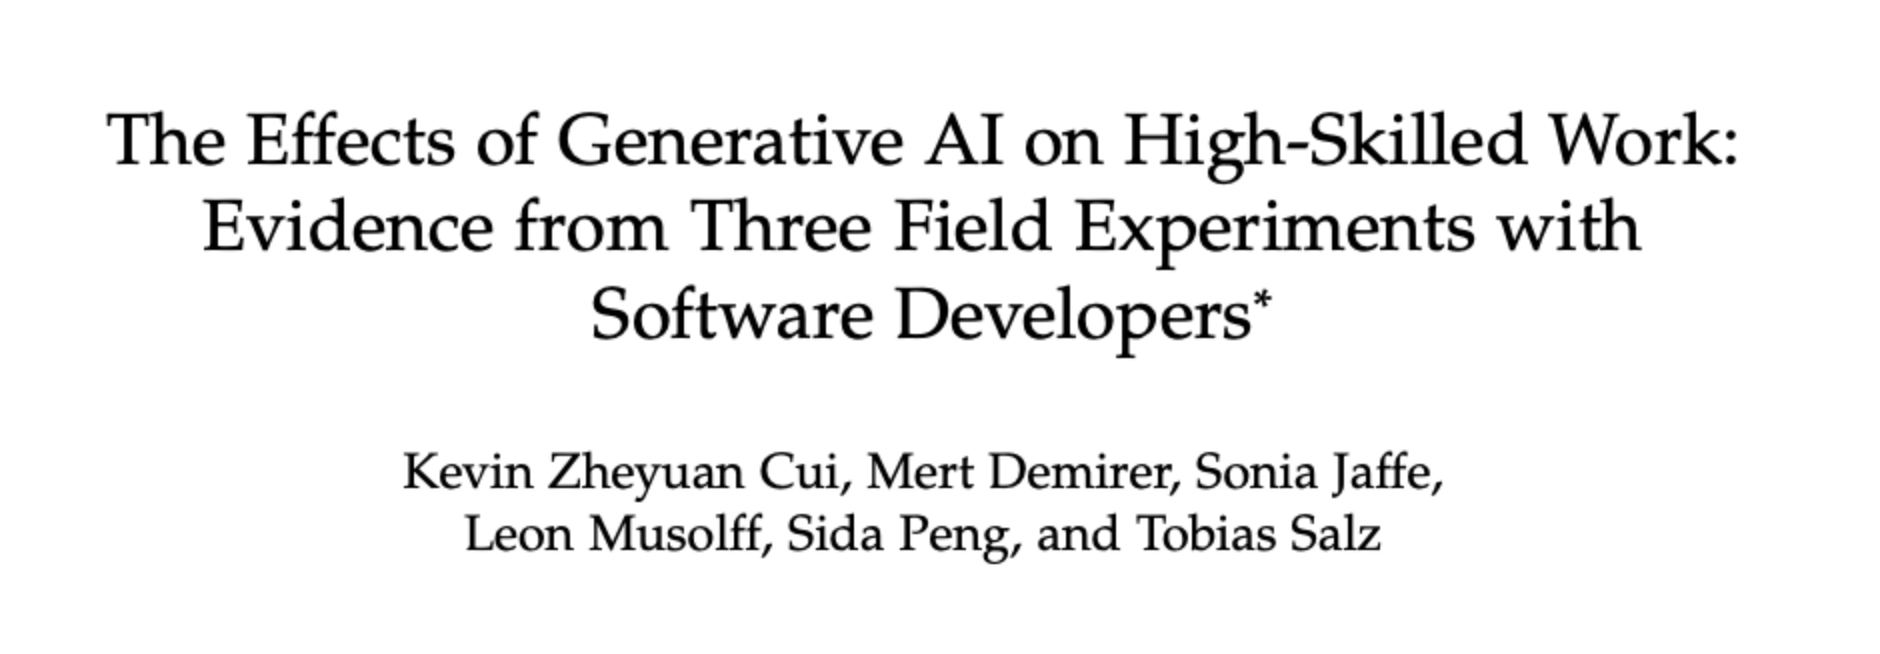 The Effects of Generative AI on High-Skilled Work:
Evidence from Three Field Experiments with
Software Developers*
Kevin Zheyuan Cui, Mert Demirer, Sonia Jaffe,
Leon Musolff, Sida Peng, and Tobias Salz